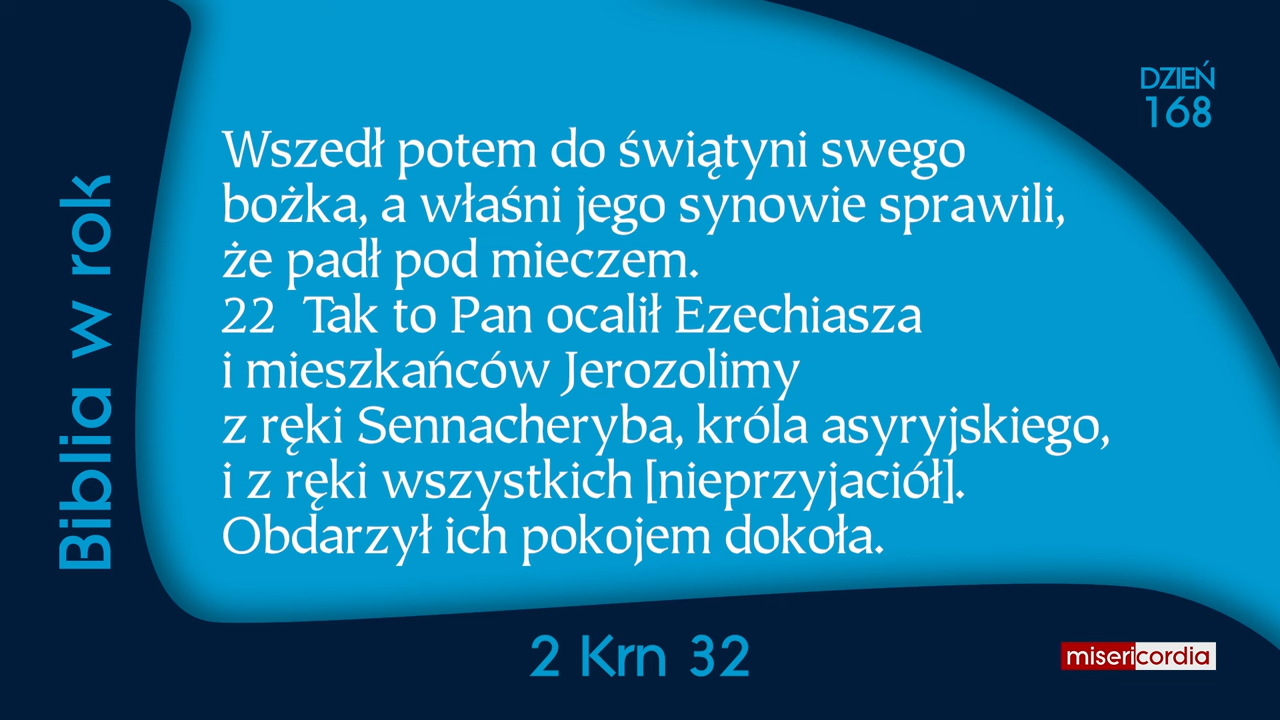 DZIEŃ
168
Biblia w rok
Wszedł potem do świątyni swego
bożka, a właśni jego synowie sprawili,
że padł pod mieczem.
22 Tak to Pan ocalił Ezechiasza
i mieszkańców Jerozolimy
z ręki Sennacheryba, króla asyryjskiego,
i z ręki wszystkich [nieprzyjaciół].
Obdarzył ich pokojem dokoła.
2 Krn 32
misericordia